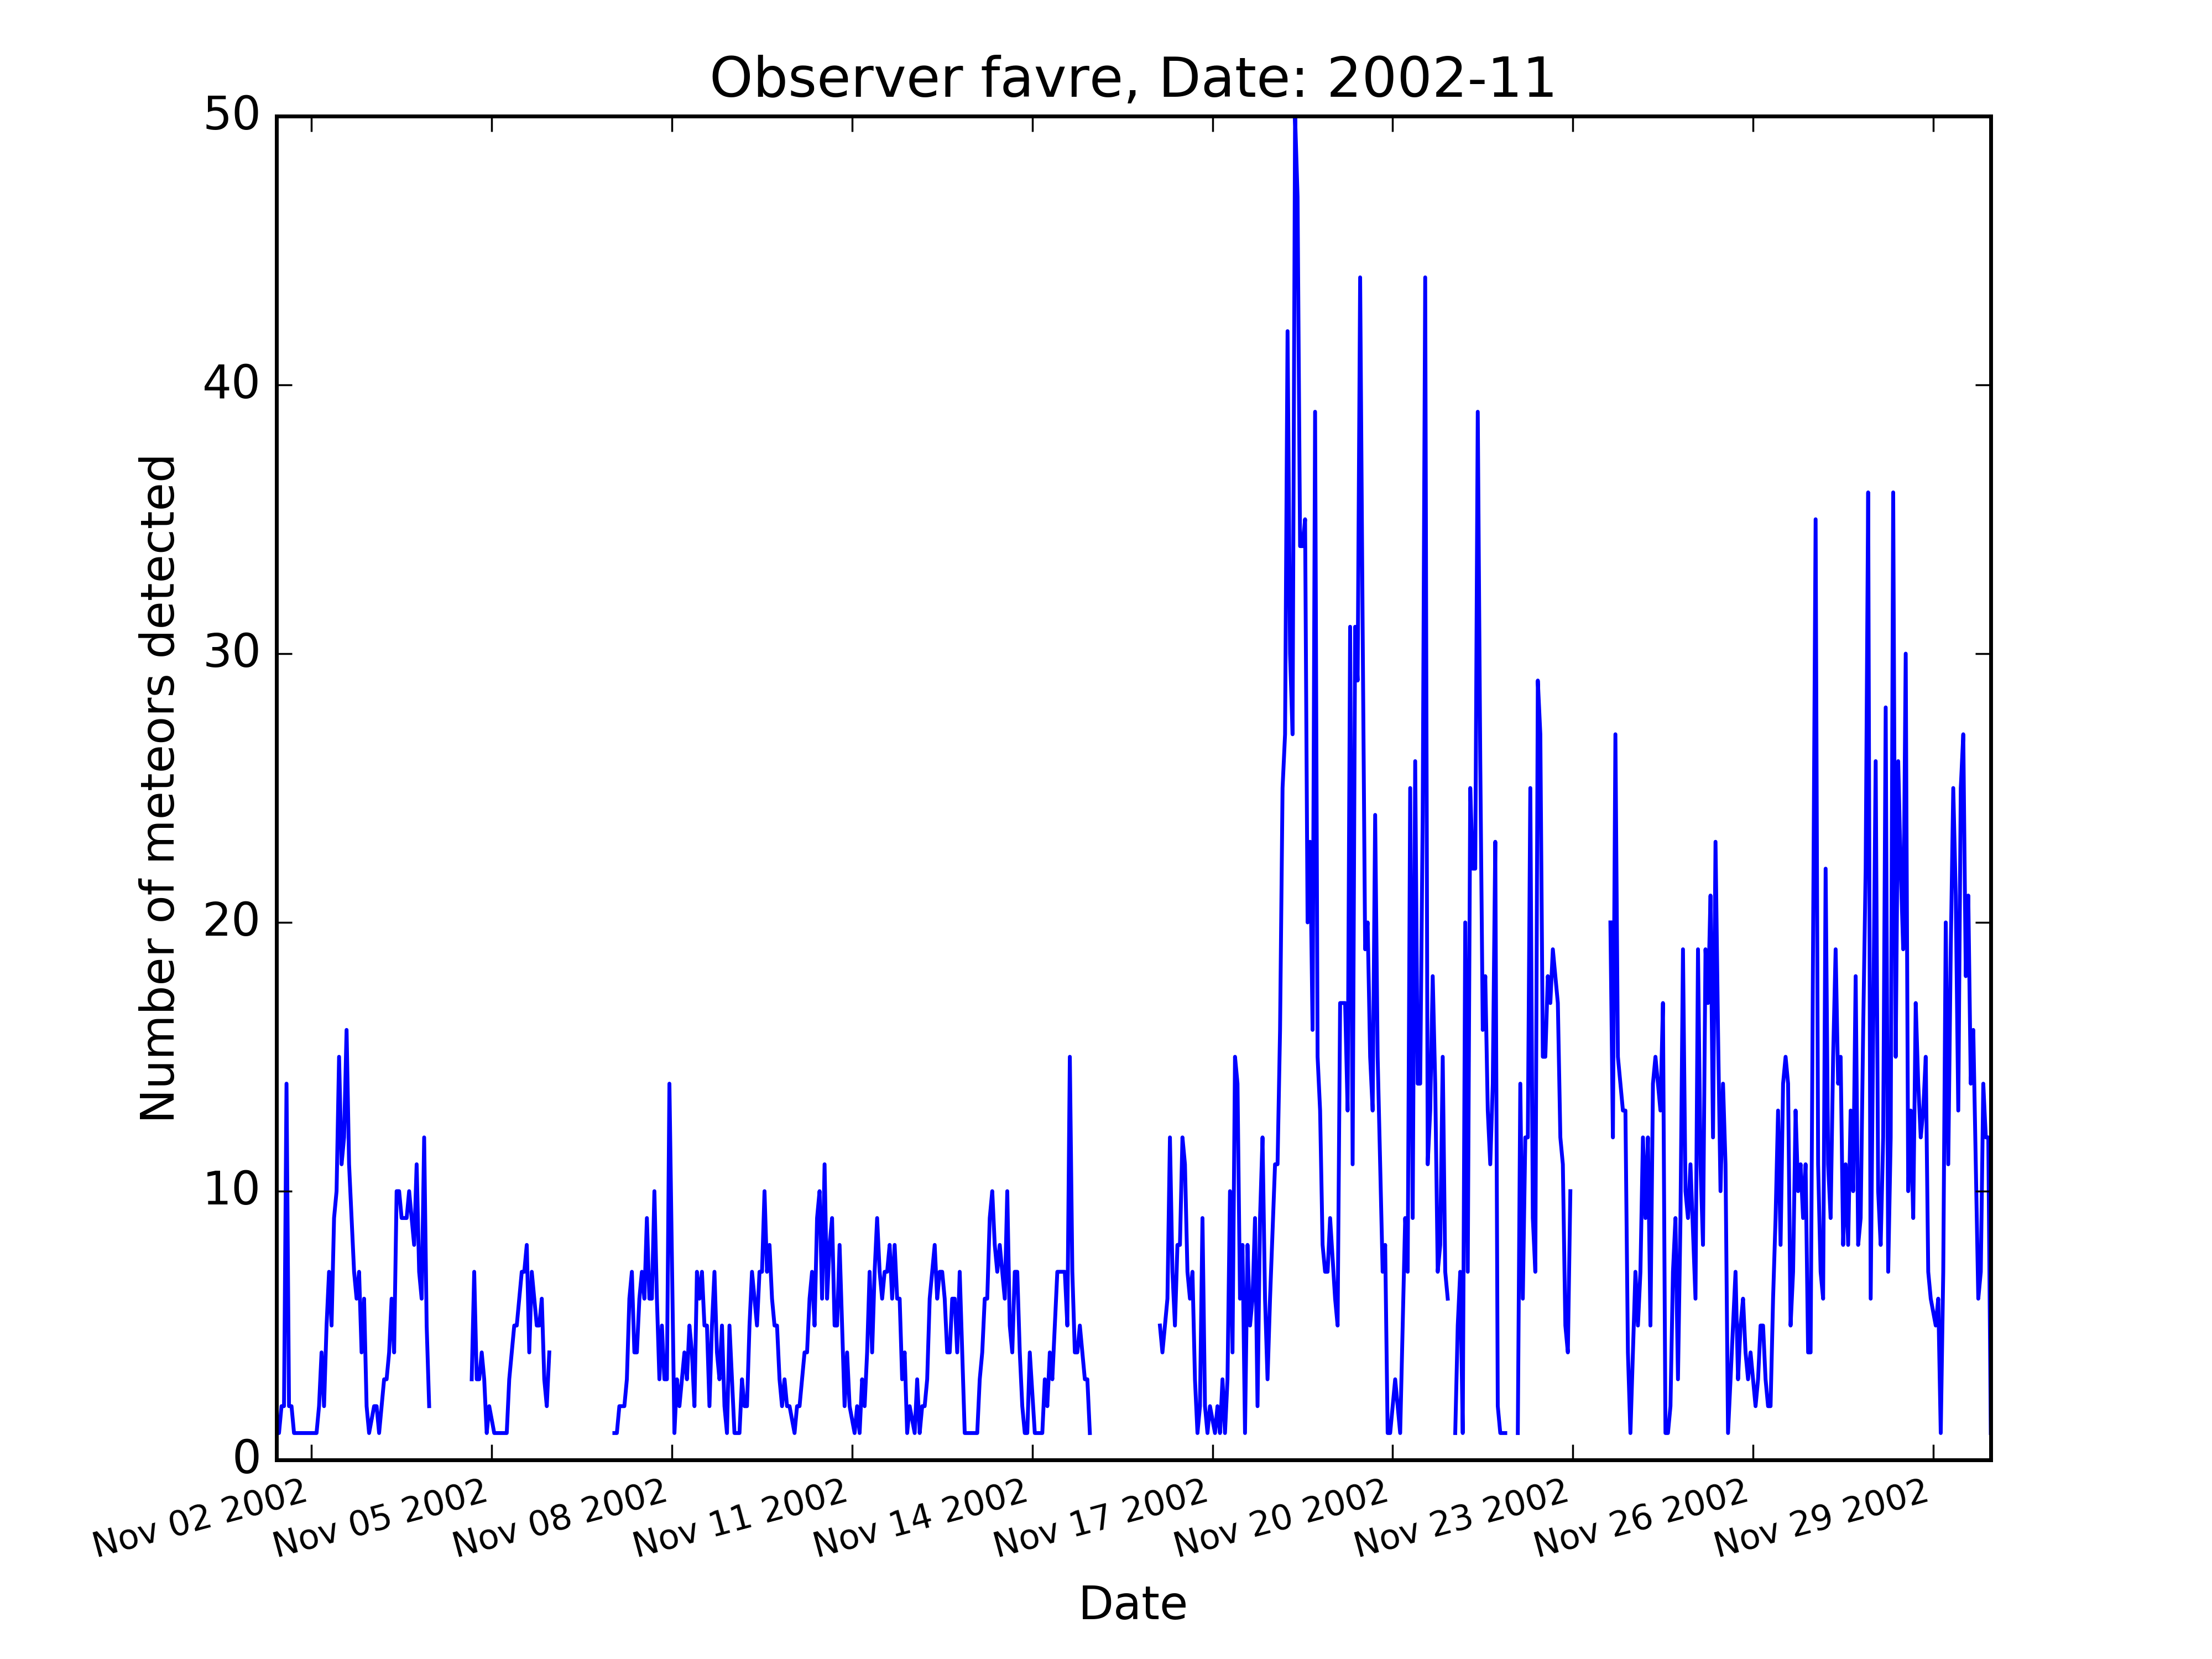 Observer favre, Date: 2002-11
50
40
30
20
10
0
Number of meteors detected
Nov 02 2002
Nov 05 2002
Nov 08 2002
Nov 11 2002
Nov 14 2002
Nov 17 2002
Nov 20 2002
Nov 23 2002
Nov 26 2002
Nov 29 2002
Date